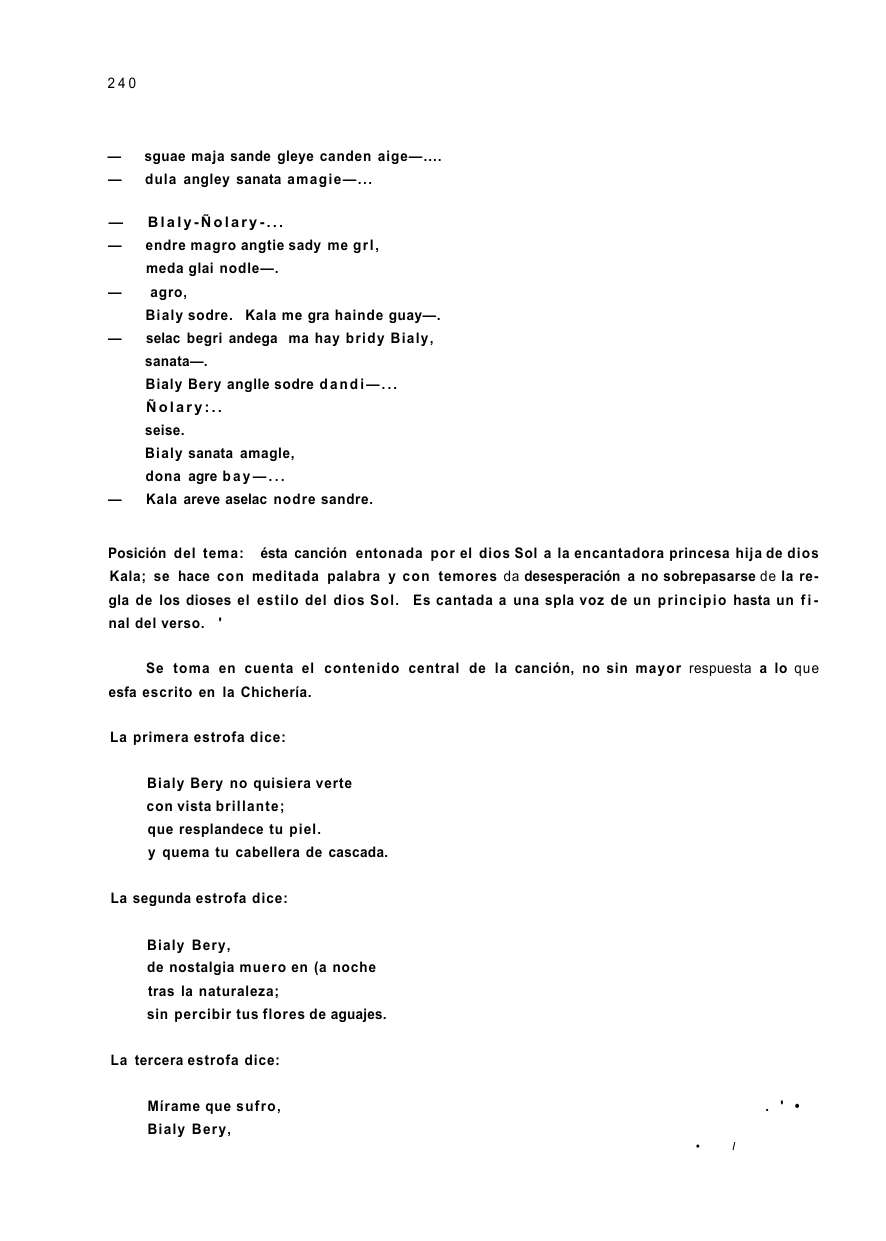 240
— sguae maja sande gleye canden aige—....
— dula angley sanata amagie—...
— Blaly-Ñolary-...
— endre magro angtie sady me grl,
meda glai nodle—.
— agro,
Bialy sodre. Kala me gra hainde guay—.
— selac begri andega ma hay bridy Bialy,
sanata—.
Bialy Bery anglle sodre dandi—...
Ñolary:..
seise.
Bialy sanata amagle,
dona agre bay—...
— Kala areve aselac nodre sandre.
Posición del tema: ésta canción entonada por el dios Sol a la encantadora princesa hija de dios
Kala; se hace con meditada palabra y con temores da desesperación a no sobrepasarse de la re-
gla de los dioses el estilo del dios Sol. Es cantada a una spla voz de un principio hasta un fi-
nal del verso. '
Se toma en cuenta el contenido central de la canción, no sin mayor respuesta a lo que
esfa escrito en la Chichería.
La primera estrofa dice:
Bialy Bery no quisiera verte
con vista brillante;
que resplandece tu piel.
y quema tu cabellera de cascada.
La segunda estrofa dice:
Bialy Bery,
de nostalgia muero en (a noche
tras la naturaleza;
sin percibir tus flores de aguajes.
La tercera estrofa dice:
Mírame que sufro, . ' •
Bialy Bery,
• /